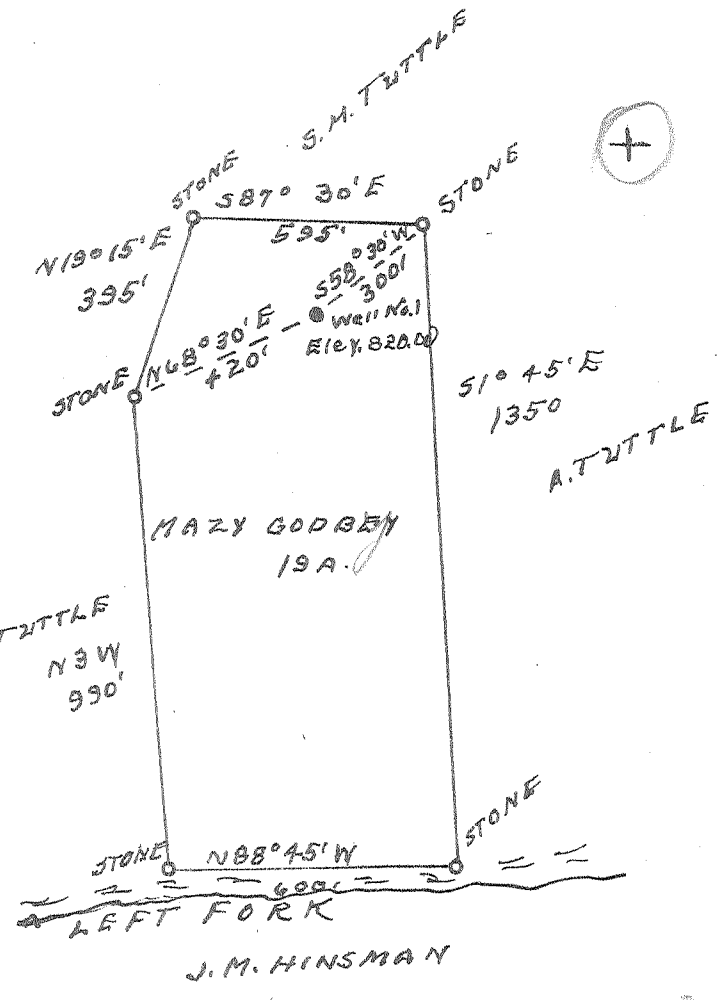 S.M. TUTTLE
STONE
S87° 30' E
STONE
595'
N19° 15' E
395'
S58° 30' W
300'
Well No. 1
Elev. 820.00
N68° 30' E
420'
STONE
S1° 45' E
1350
A. TUTTLE
MAZY GODBEY
19 A.
TUTTLE
N 3 W
990'
STONE
STONE
N88° 45' W
600'
LEFT FORK
J. M. HINSMAN